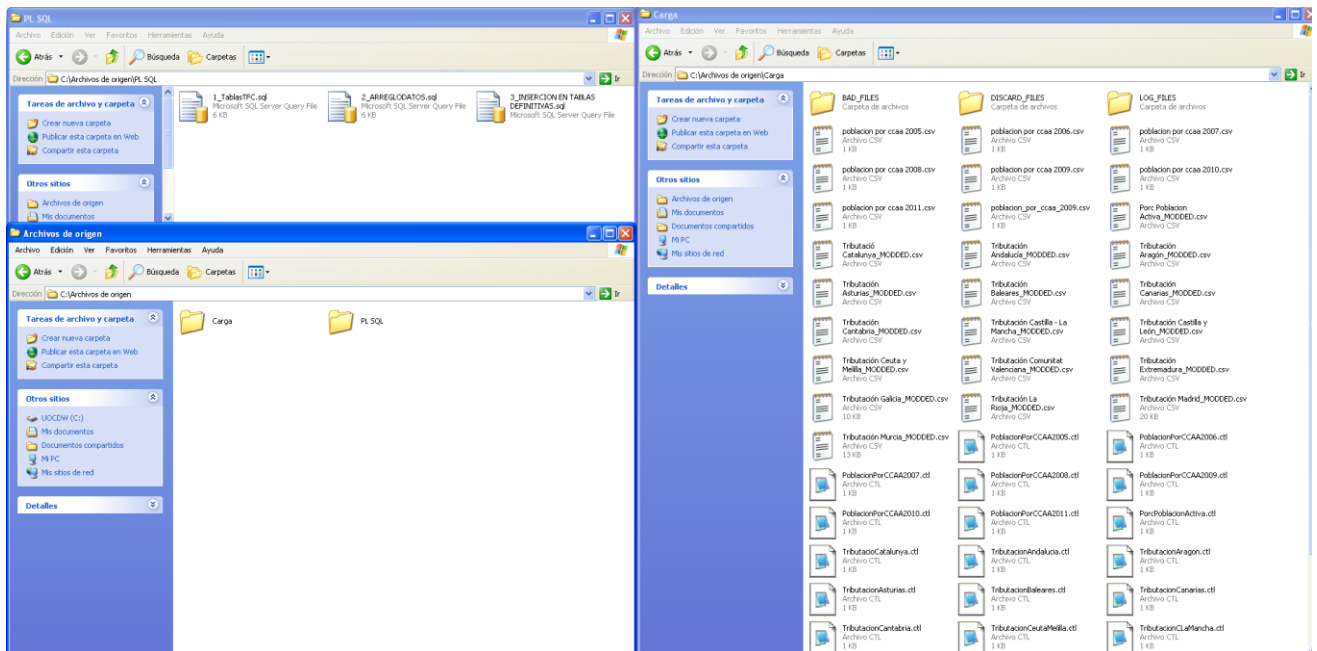 PL SQL
Archivo Edición Ver Favoritos Herramientas Ayuda
Atrás Búsqueda Carpetas
Dirección C:\Archivos de origen\PL SQL Ir
Tareas de archivo y carpeta
Crear nueva carpeta
Publicar esta carpeta en Web
Compartir esta carpeta
Otros sitios
Archivos de origen
Mis documentos
1_TablasTFC.sql
Microsoft SQL Server Query File
6 KB
2_ARREGLODATOS.sql
Microsoft SQL Server Query File
6 KB
3_INSERCION EN TABLAS
DEFINITIVAS.sql
Microsoft SQL Server Query File
Archivos de origen
Archivo Edición Ver Favoritos Herramientas Ayuda
Atrás Búsqueda Carpetas
Dirección C:\Archivos de origen Ir
Tareas de archivo y carpeta
Crear nueva carpeta
Publicar esta carpeta en Web
Compartir esta carpeta
Otros sitios
UOCDW (C:)
Mis documentos
Documentos compartidos
Mi PC
Mis sitios de red
Detalles
Carga
PL SQL
Carga
Archivo Edición Ver Favoritos Herramientas Ayuda
Atrás Búsqueda Carpetas
Dirección C:\Archivos de origen\Carga Ir
Tareas de archivo y carpeta
Crear nueva carpeta
Publicar esta carpeta en Web
Compartir esta carpeta
Otros sitios
Archivos de origen
Mis documentos
Documentos compartidos
Mi PC
Mis sitios de red
Detalles
BAD_FILES
Carpeta de archivos
DISCARD_FILES
Carpeta de archivos
LOG_FILES
Carpeta de archivos
poblacion por ccaa 2005.csv
Archivo CSV
1 KB
poblacion por ccaa 2006.csv
Archivo CSV
1 KB
poblacion por ccaa 2007.csv
Archivo CSV
1 KB
poblacion por ccaa 2008.csv
Archivo CSV
1 KB
poblacion por ccaa 2009.csv
Archivo CSV
1 KB
poblacion por ccaa 2010.csv
Archivo CSV
1 KB
poblacion por ccaa 2011.csv
Archivo CSV
1 KB
poblacion_por_ccaa_2009.csv
Archivo CSV
1 KB
Porc Poblacion
Activa_MODDED.csv
Archivo CSV
Tributació
Catalunya_MODDED.csv
Archivo CSV
Tributación
Andalucía_MODDED.csv
Archivo CSV
Tributación
Aragón_MODDED.csv
Archivo CSV
Tributación
Asturias_MODDED.csv
Archivo CSV
Tributación
Baleares_MODDED.csv
Archivo CSV
Tributación
Canarias_MODDED.csv
Archivo CSV
Tributación
Cantabria_MODDED.csv
Archivo CSV
Tributación Castilla - La
Mancha_MODDED.csv
Archivo CSV
Tributación Castilla y
León_MODDED.csv
Archivo CSV
Tributación Ceuta y
Melilla_MODDED.csv
Archivo CSV
Tributación Comunitat
Valenciana_MODDED.csv
Archivo CSV
Tributación
Extremadura_MODDED.csv
Archivo CSV
Tributación Galicia_MODDED.csv
Archivo CSV
10 KB
Tributación La
Rioja_MODDED.csv
Archivo CSV
Tributación Madrid_MODDED.csv
Archivo CSV
20 KB
Tributación Murcia_MODDED.csv
Archivo CSV
13 KB
PoblacionPorCCAA2005.ctl
Archivo CTL
1 KB
PoblacionPorCCAA2006.ctl
Archivo CTL
1 KB
PoblacionPorCCAA2007.ctl
Archivo CTL
1 KB
PoblacionPorCCAA2008.ctl
Archivo CTL
1 KB
PoblacionPorCCAA2009.ctl
Archivo CTL
1 KB
PoblacionPorCCAA2010.ctl
Archivo CTL
1 KB
PoblacionPorCCAA2011.ctl
Archivo CTL
1 KB
PorcPoblacionActiva.ctl
Archivo CTL
1 KB
TributacioCatalunya.ctl
Archivo CTL
1 KB
TributacionAndalucia.ctl
Archivo CTL
1 KB
TributacionAragon.ctl
Archivo CTL
1 KB
TributacionAsturias.ctl
Archivo CTL
1 KB
TributacionBaleares.ctl
Archivo CTL
1 KB
TributacionCanarias.ctl
Archivo CTL
1 KB
TributacionCantabria.ctl
Archivo CTL
1 KB
TributacionCeutaMelilla.ctl
Archivo CTL
1 KB
TributacionCLaMancha.ctl
Archivo CTL
1 KB